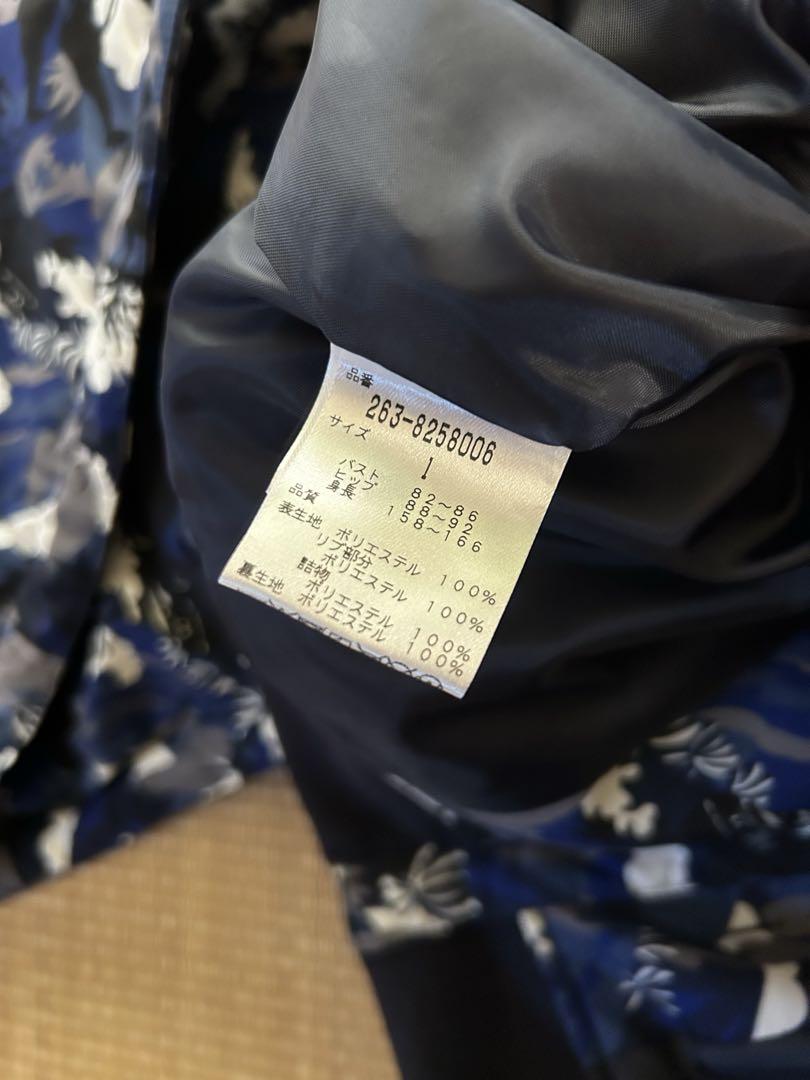 品番
263-8258006
サイズ
1
バスト 82～86
ヒップ 88～92
身長 158～166
品質
表生地 ポリエステル 100%
リブ部分
ポリエステル 100%
詰物
ポリエステル 100%
裏生地 ポリエステル 100%